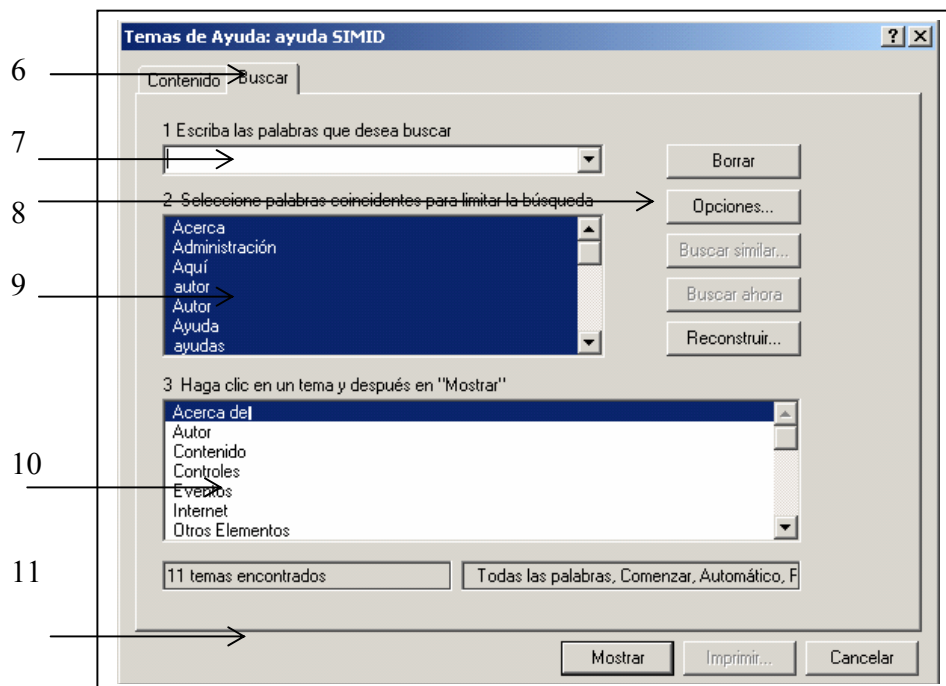 Temas de Ayuda: ayuda SIMID
6
Contenido Buscar
1 Escriba las palabras que desea buscar
7
Borrar
8
2 Seleccione palabras coincidentes para limitar la búsqueda
Opciones...
Acerca
Administración
Aquí
autor
Autor
Ayuda
ayudas
Buscar similar...
9
Buscar ahora
Reconstruir...
3 Haga clic en un tema y después en "Mostrar"
Acerca de
Autor
Contenido
Controles
Eventos
Internet
Otros Elementos
10
11 temas encontrados
Todas las palabras, Comenzar, Automático, F
11
Mostrar Imprimir... Cancelar